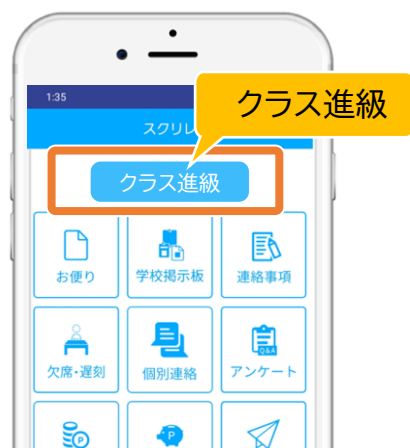 1:35
クラス進級
スクリレ
クラス進級
お便り
学校掲示板
連絡事項
欠席・遅刻
個別連絡
Q&A
アンケート
P
P